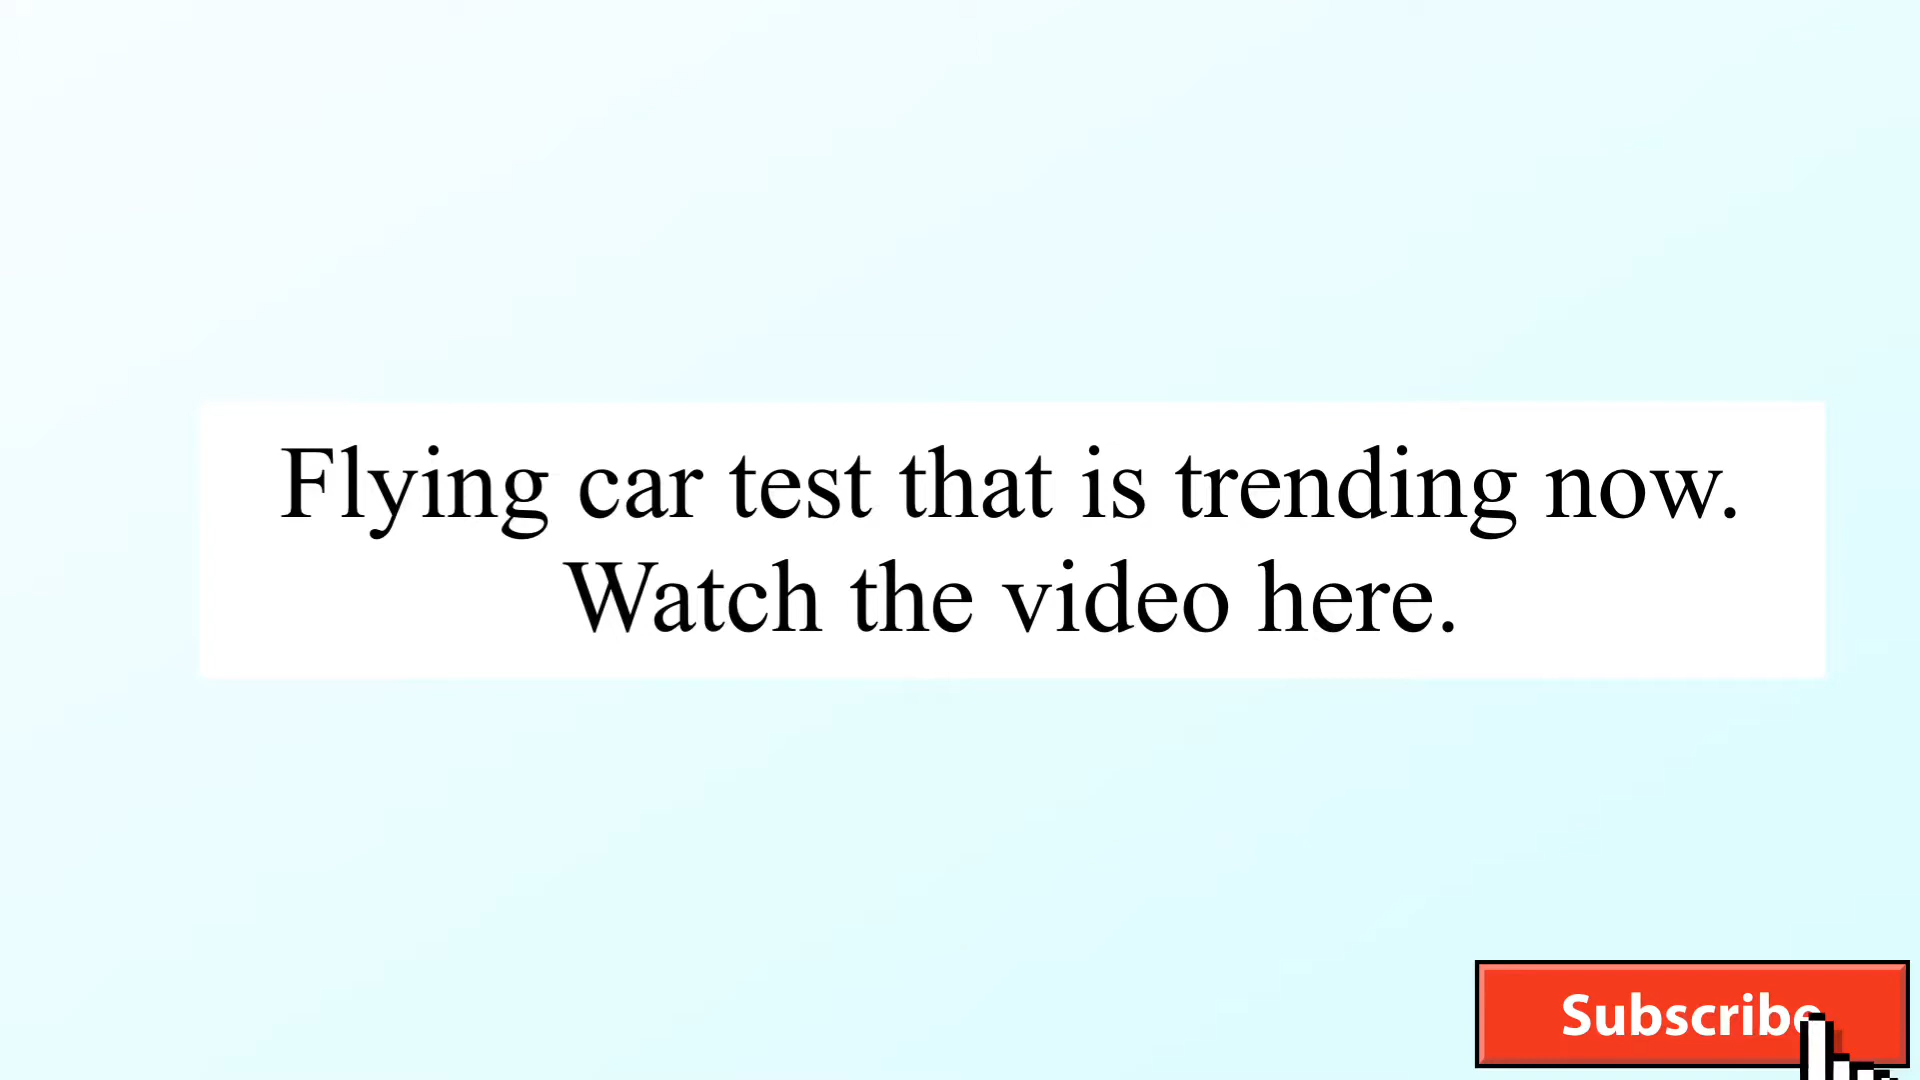 Flying car test that is trending now.
Watch the video here.
Subscribe